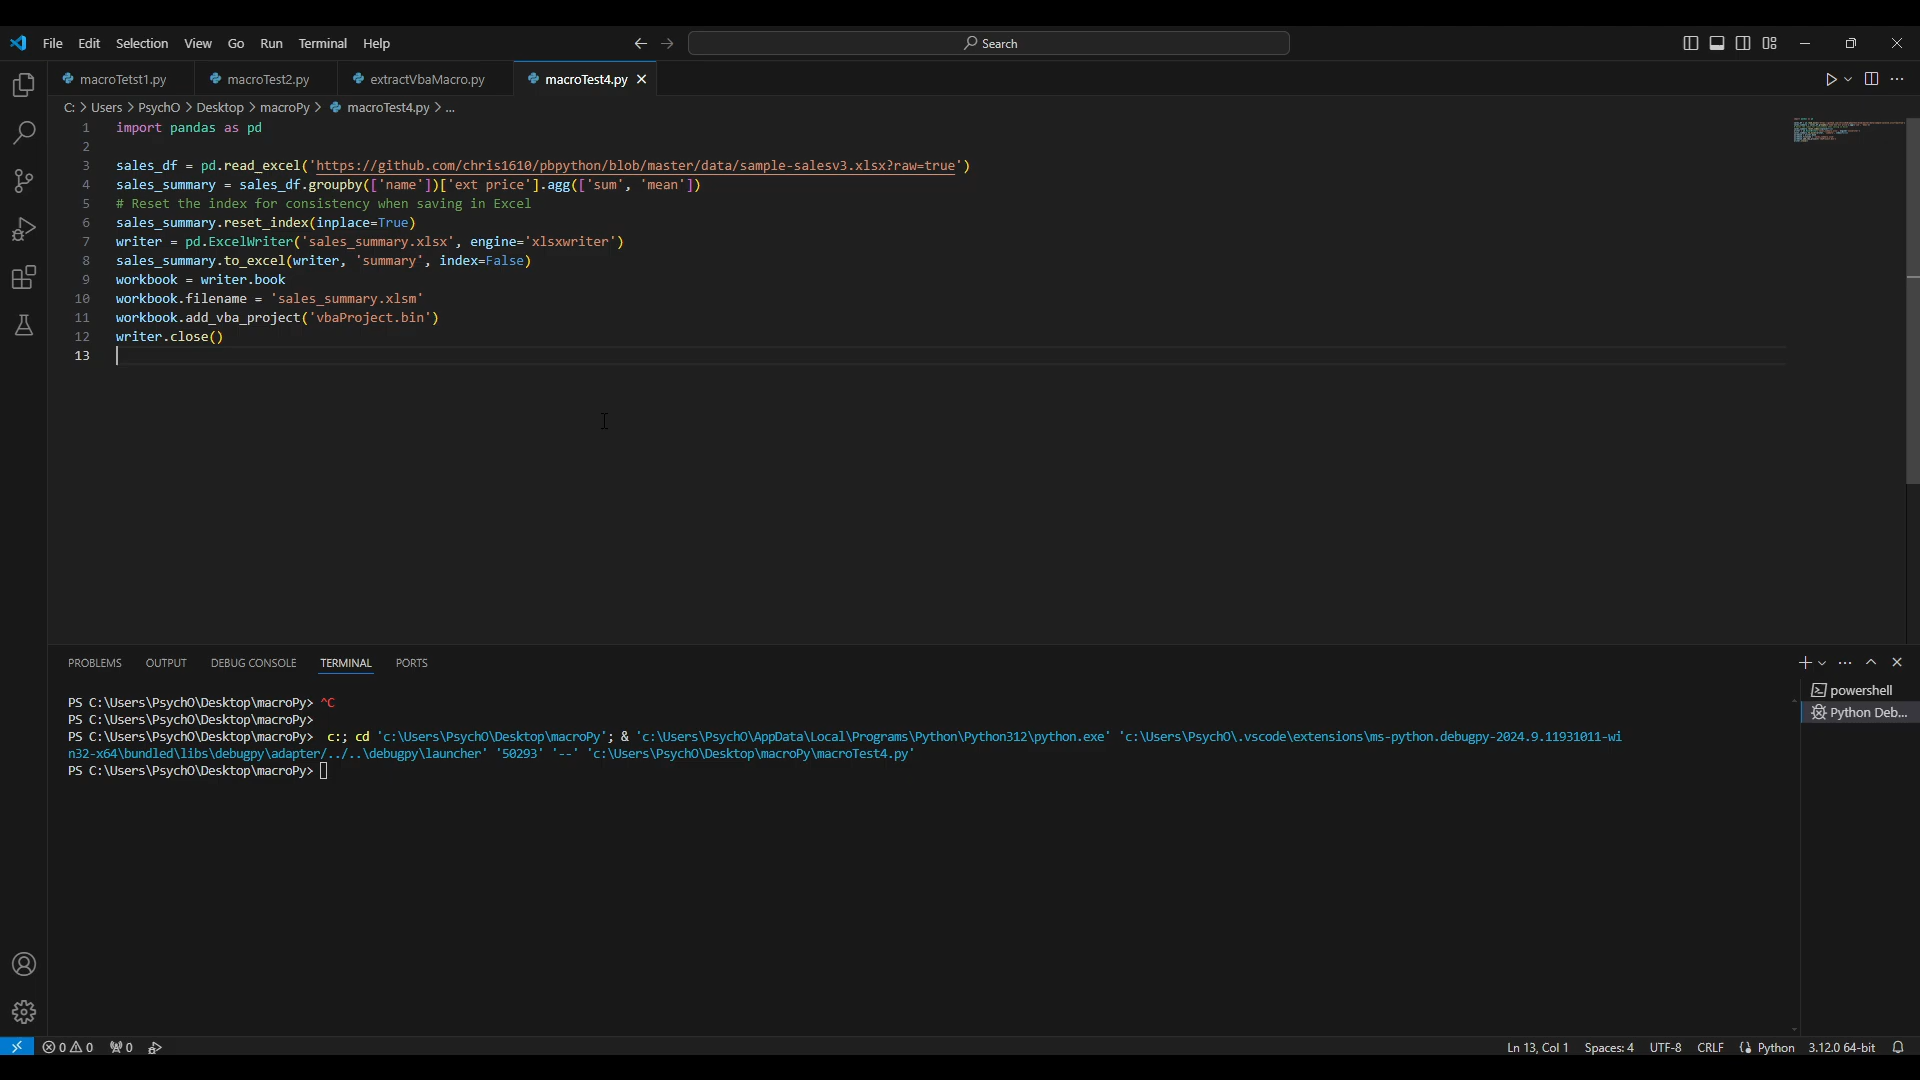 File Edit Selection View Go Run Terminal Help
Search
macroTetst1.py macroTest2.py extractVbaMacro.py macroTest4.py
C: > Users > PsychO > Desktop > macroPy > macroTest4.py > ...
1 import pandas as pd
2
3 sales_df = pd.read_excel('https://github.com/chris1610/pbpython/blob/master/data/sample-salesv3.xlsx?raw=true')
4 sales_summary = sales_df.groupby(['name'])['ext price'].agg(['sum', 'mean'])
5 # Reset the index for consistency when saving in Excel
6 sales_summary.reset_index(inplace=True)
7 writer = pd.ExcelWriter('sales_summary.xlsx', engine='xlsxwriter')
8 sales_summary.to_excel(writer, 'summary', index=False)
9 workbook = writer.book
10 workbook.filename = 'sales_summary.xlsm'
11 workbook.add_vba_project('vbaProject.bin')
12 writer.close()
13
PROBLEMS OUTPUT DEBUG CONSOLE TERMINAL PORTS
PS C:\Users\PsychO\Desktop\macroPy> ^C
PS C:\Users\PsychO\Desktop\macroPy>
PS C:\Users\PsychO\Desktop\macroPy>  c:; cd 'c:\Users\PsychO\Desktop\macroPy'; & 'c:\Users\PsychO\AppData\Local\Programs\Python\Python312\python.exe' 'c:\Users\PsychO\.vscode\extensions\ms-python.debugpy-2024.9.11931011-wi
n32-x64\bundled\libs\debugpy\adapter/../..\debugpy\launcher' '50293' '--' 'c:\Users\PsychO\Desktop\macroPy\macroTest4.py'
PS C:\Users\PsychO\Desktop\macroPy>
powershell
Python Deb...
0 0 0 Ln 13, Col 1 Spaces: 4 UTF-8 CRLF Python 3.12.0 64-bit